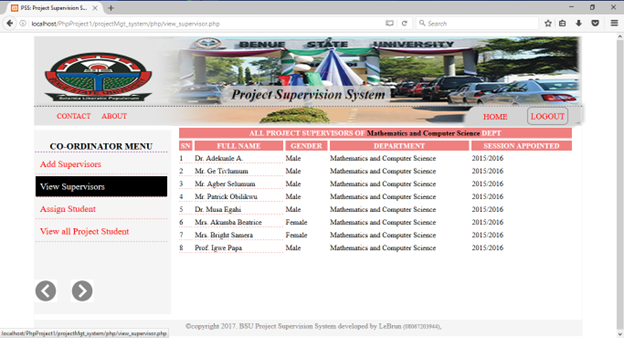 PSS: Project Supervision S...
localhost/PhpProject1/projectMgt_system/php/view_supervisor.php
Search
BENUE STATE UNIVERSITY
Project Supervision System
CONTACT ABOUT HOME LOGOUT
CO-ORDINATOR MENU
Add Supervisors
View Supervisors
Assign Student
View all Project Student
ALL PROJECT SUPERVISORS OF Mathematics and Computer Science DEPT
SN FULL NAME GENDER DEPARTMENT SESSION APPOINTED
1 Dr. Adekunle A. Male Mathematics and Computer Science 2015/2016
2 Mr. Ge Tivlumum Male Mathematics and Computer Science 2015/2016
3 Mr. Agber Selumum Male Mathematics and Computer Science 2015/2016
4 Mr. Patrick Obilikwu Male Mathematics and Computer Science 2015/2016
5 Dr. Musa Egahi Male Mathematics and Computer Science 2015/2016
6 Mrs. Akumba Beatrice Female Mathematics and Computer Science 2015/2016
7 Mrs. Bright Samera Female Mathematics and Computer Science 2015/2016
8 Prof. Igwe Papa Male Mathematics and Computer Science 2015/2016
localhost/PhpProject1/projectMgt_system/php/view_supervisor.php
©copyright 2017. BSU Project Supervision System developed by LeBrun (08067203944),